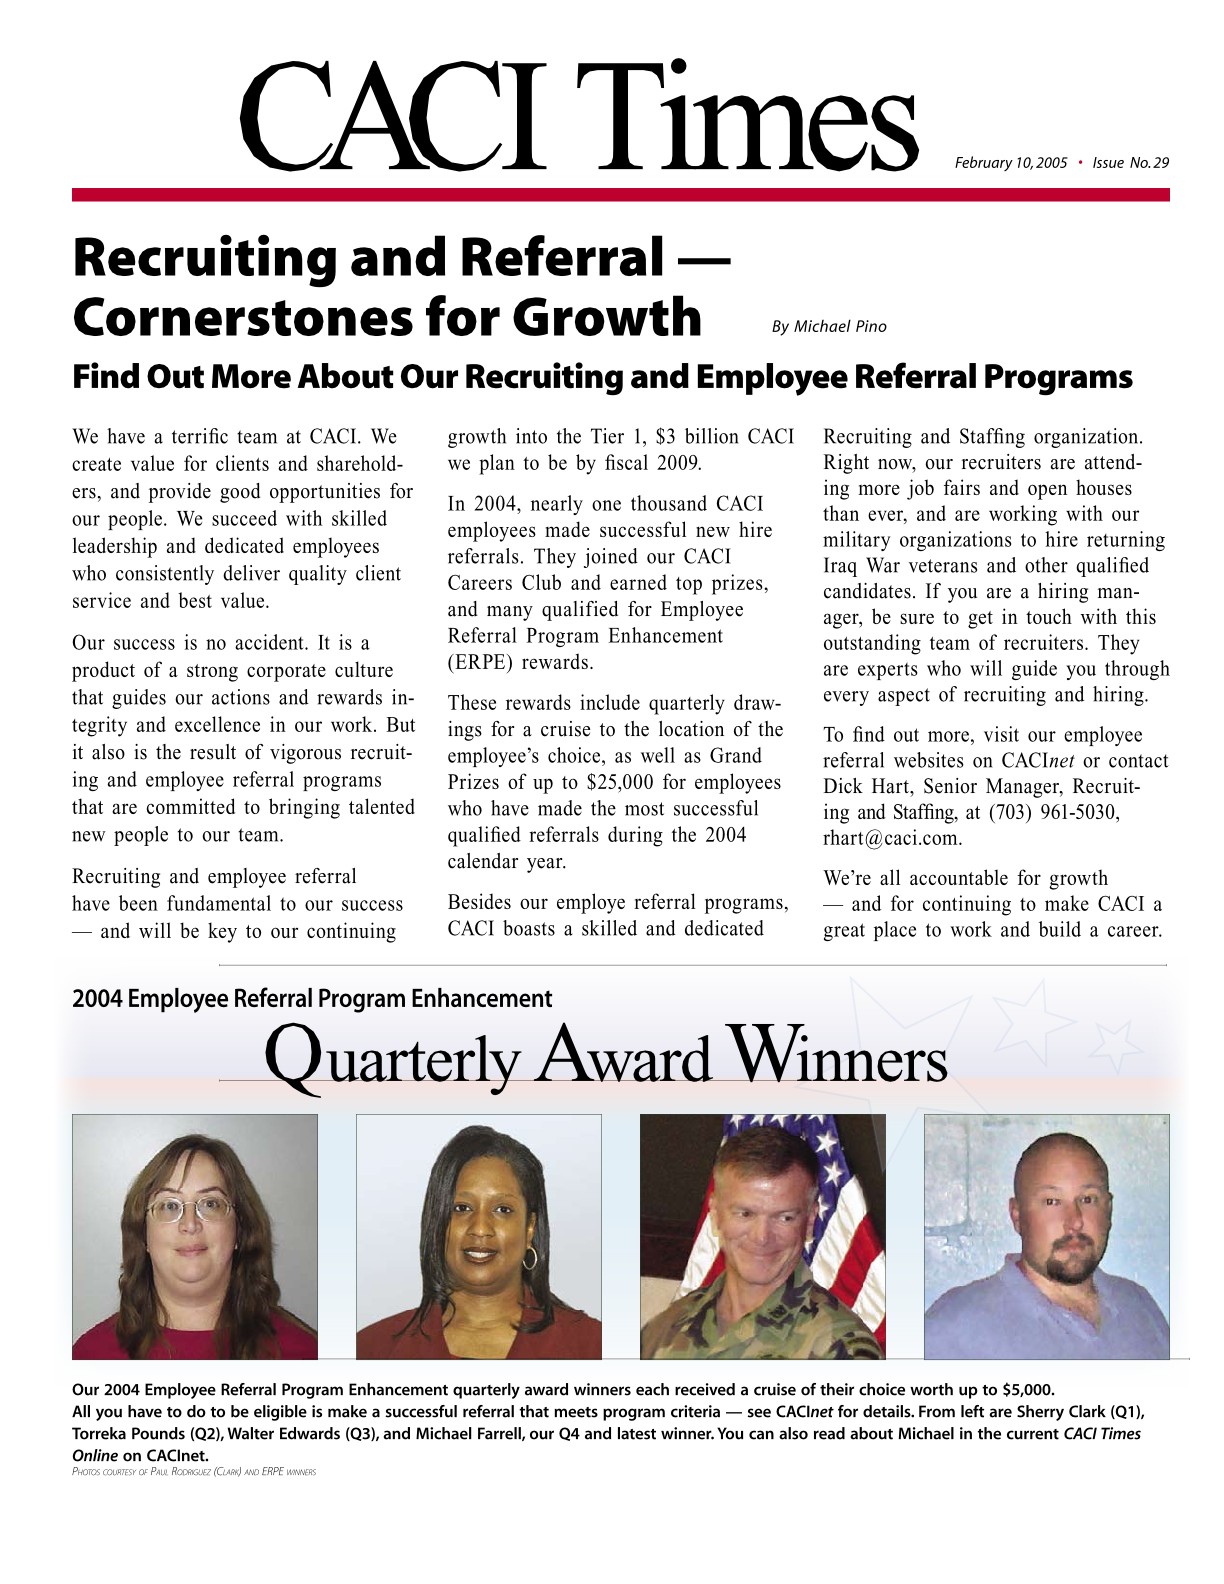 CACI Times
February 10, 2005 • Issue No. 29
Recruiting and Referral —
Cornerstones for Growth
By Michael Pino
Find Out More About Our Recruiting and Employee Referral Programs
We have a terrific team at CACI. We
create value for clients and sharehold-
ers, and provide good opportunities for
our people. We succeed with skilled
leadership and dedicated employees
who consistently deliver quality client
service and best value.
Our success is no accident. It is a
product of a strong corporate culture
that guides our actions and rewards in-
tegrity and excellence in our work. But
it also is the result of vigorous recruit-
ing and employee referral programs
that are committed to bringing talented
new people to our team.
Recruiting and employee referral
have been fundamental to our success
— and will be key to our continuing
growth into the Tier 1, $3 billion CACI
we plan to be by fiscal 2009.
In 2004, nearly one thousand CACI
employees made successful new hire
referrals. They joined our CACI
Careers Club and earned top prizes,
and many qualified for Employee
Referral Program Enhancement
(ERPE) rewards.
These rewards include quarterly draw-
ings for a cruise to the location of the
employee's choice, as well as Grand
Prizes of up to $25,000 for employees
who have made the most successful
qualified referrals during the 2004
calendar year.
Besides our employe referral programs,
CACI boasts a skilled and dedicated
Recruiting and Staffing organization.
Right now, our recruiters are attend-
ing more job fairs and open houses
than ever, and are working with our
military organizations to hire returning
Iraq War veterans and other qualified
candidates. If you are a hiring man-
ager, be sure to get in touch with this
outstanding team of recruiters. They
are experts who will guide you through
every aspect of recruiting and hiring.
To find out more, visit our employee
referral websites on CACInet or contact
Dick Hart, Senior Manager, Recruit-
ing and Staffing, at (703) 961-5030,
rhart@caci.com.
We're all accountable for growth
— and for continuing to make CACI a
great place to work and build a career.
2004 Employee Referral Program Enhancement
Quarterly Award Winners
Our 2004 Employee Referral Program Enhancement quarterly award winners each received a cruise of their choice worth up to $5,000.
All you have to do to be eligible is make a successful referral that meets program criteria — see CACInet for details. From left are Sherry Clark (Q1),
Torreka Pounds (Q2), Walter Edwards (Q3), and Michael Farrell, our Q4 and latest winner. You can also read about Michael in the current CACI Times
Online on CACInet.
Photos courtesy of Paul Rodriguez (Clark) and ERPE winners